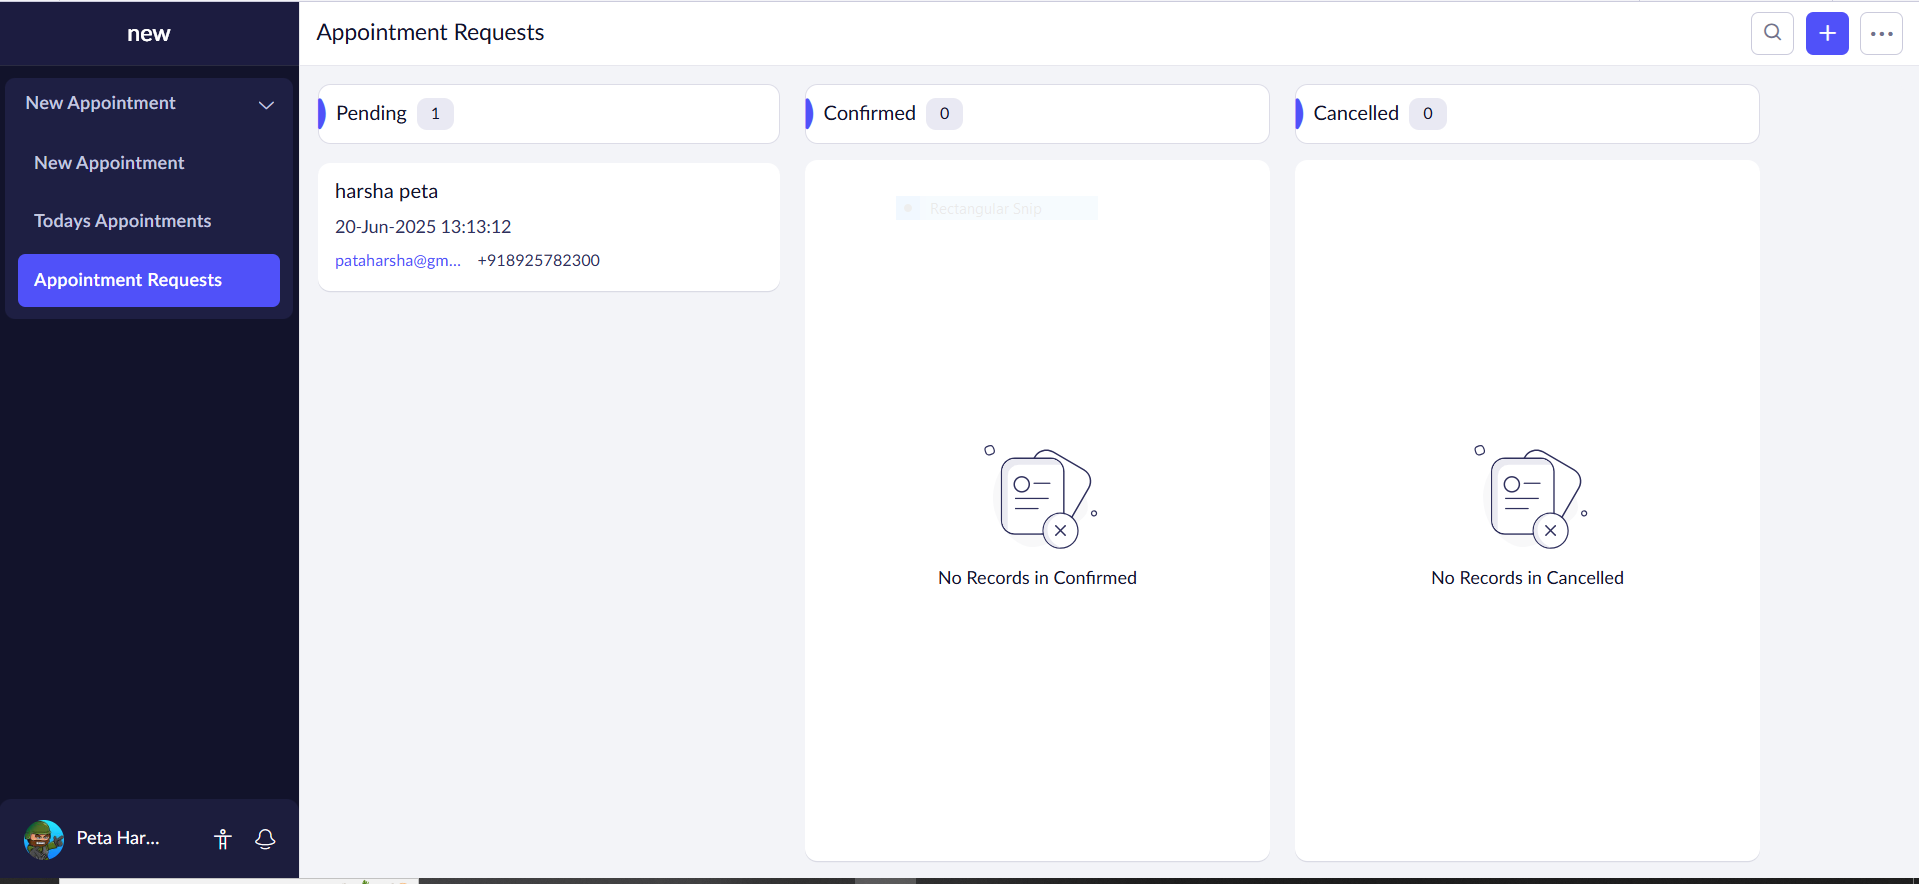 new
Appointment Requests
New Appointment
New Appointment
Todays Appointments
Appointment Requests
Pending 1
harsha peta
20-Jun-2025 13:13:12
pataharsha@gm... +918925782300
Confirmed 0
Rectangular Snip
No Records in Confirmed
Cancelled 0
No Records in Cancelled
Peta Har...